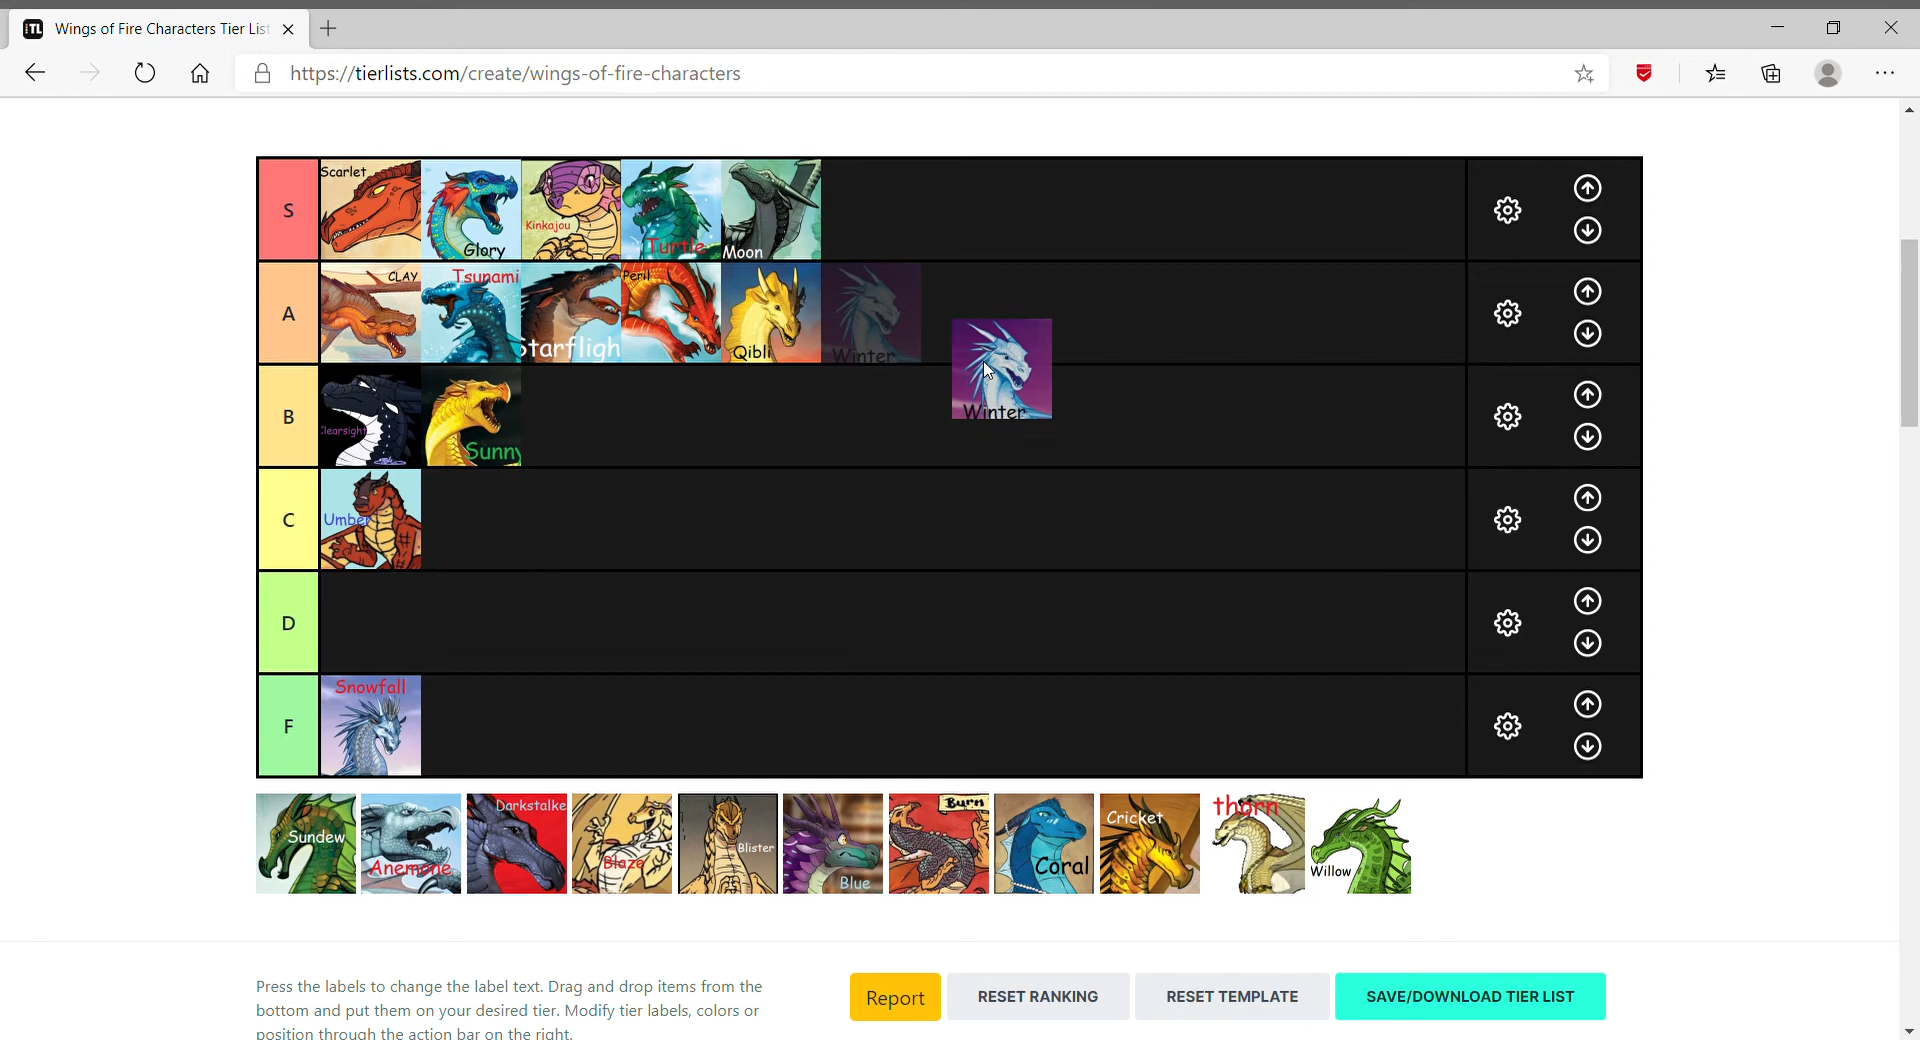 TL Wings of Fire Characters Tier List
https://tierlists.com/create/wings-of-fire-characters
S
Scarlet
Glory
Kinkajou
Turtle
Moon
A
CLAY
Tsunami
Starfligh
Peril
Qibli
Winter
Winter
B
Clearsight
Sunny
C
Umber
D
F
Snowfall
Sundew
Anemone
Darkstalke
Blaze
Blister
Blue
Burn
Coral
Cricket
thorn
Willow
Press the labels to change the label text. Drag and drop items from the
bottom and put them on your desired tier. Modify tier labels, colors or
position through the action bar on the right.
Report
RESET RANKING
RESET TEMPLATE
SAVE/DOWNLOAD TIER LIST